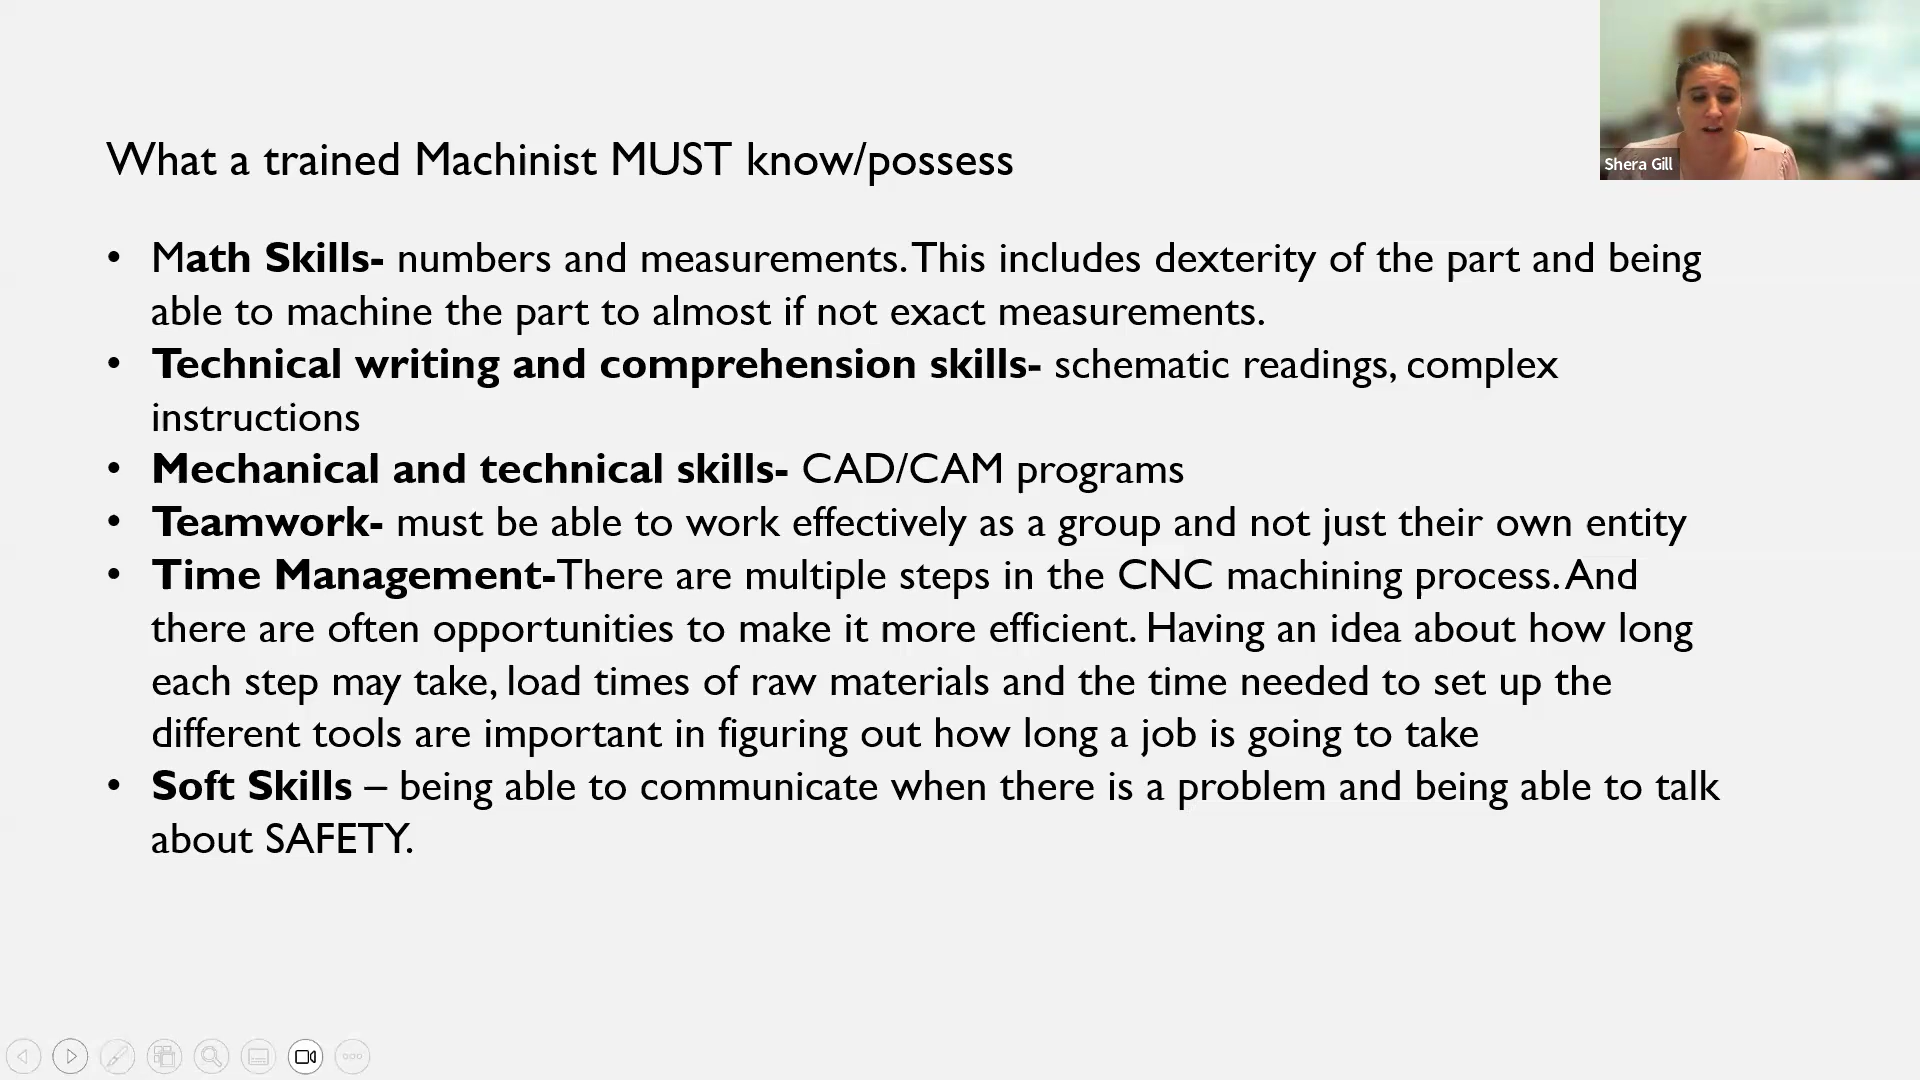 What a trained Machinist MUST know/possess
Shera Gill
• Math Skills- numbers and measurements. This includes dexterity of the part and being
able to machine the part to almost if not exact measurements.
• Technical writing and comprehension skills- schematic readings, complex
instructions
• Mechanical and technical skills- CAD/CAM programs
• Teamwork- must be able to work effectively as a group and not just their own entity
• Time Management-There are multiple steps in the CNC machining process. And
there are often opportunities to make it more efficient. Having an idea about how long
each step may take, load times of raw materials and the time needed to set up the
different tools are important in figuring out how long a job is going to take
• Soft Skills – being able to communicate when there is a problem and being able to talk
about SAFETY.